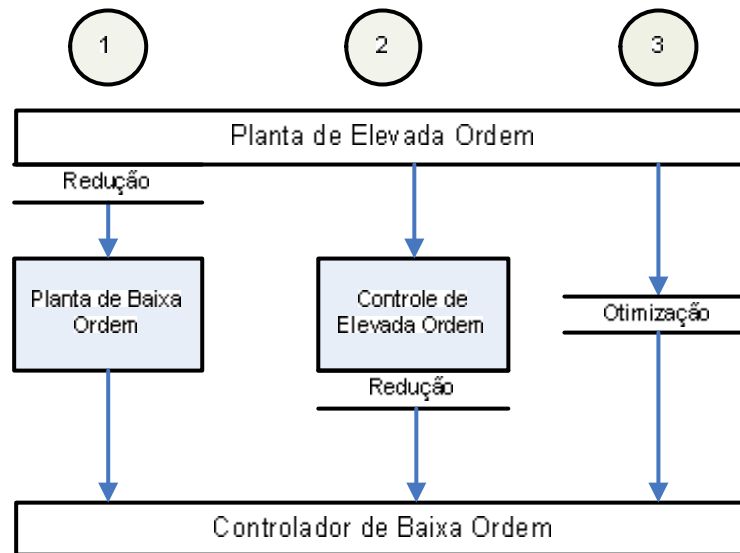 1
2
3
Planta de Elevada Ordem
Redução
Planta de Baixa
Ordem
Controle de
Elevada Ordem
Redução
Otimização
Controlador de Baixa Ordem